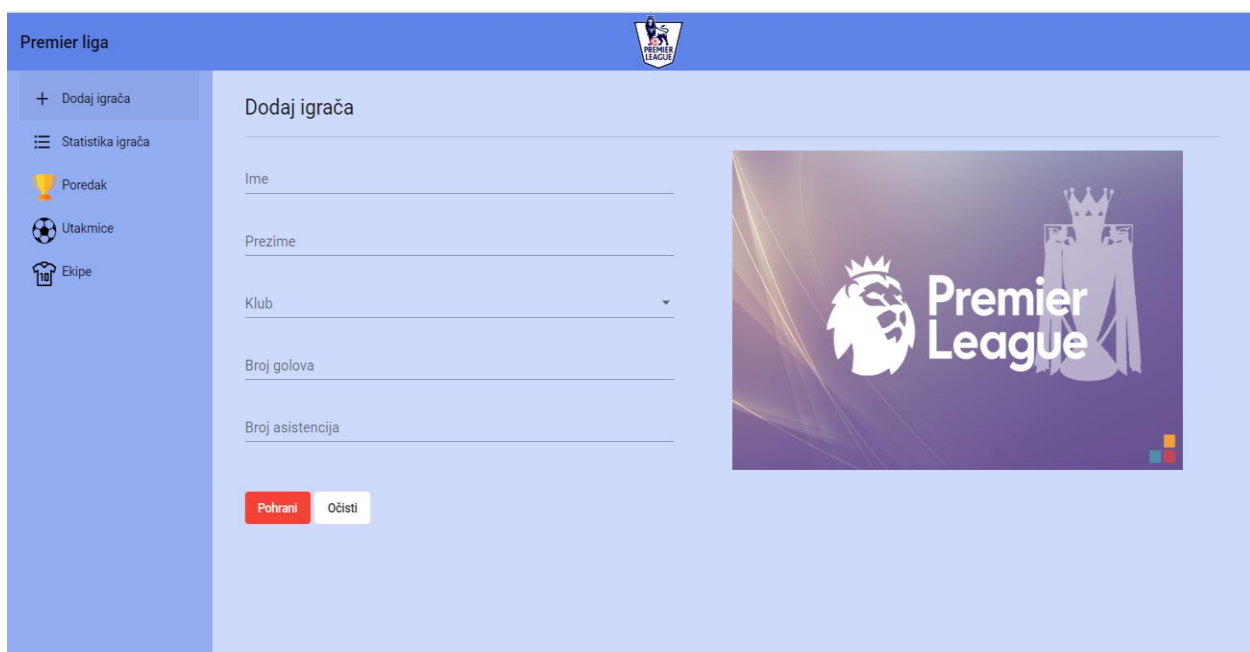 Premier liga
PREMIER
LEAGUE
Dodaj igrača
Statistika igrača
Poredak
Utakmice
10
Ekipe
Dodaj igrača
Ime
Prezime
Klub
Broj golova
Broj asistencija
Pohrani
Očisti
Premier
League